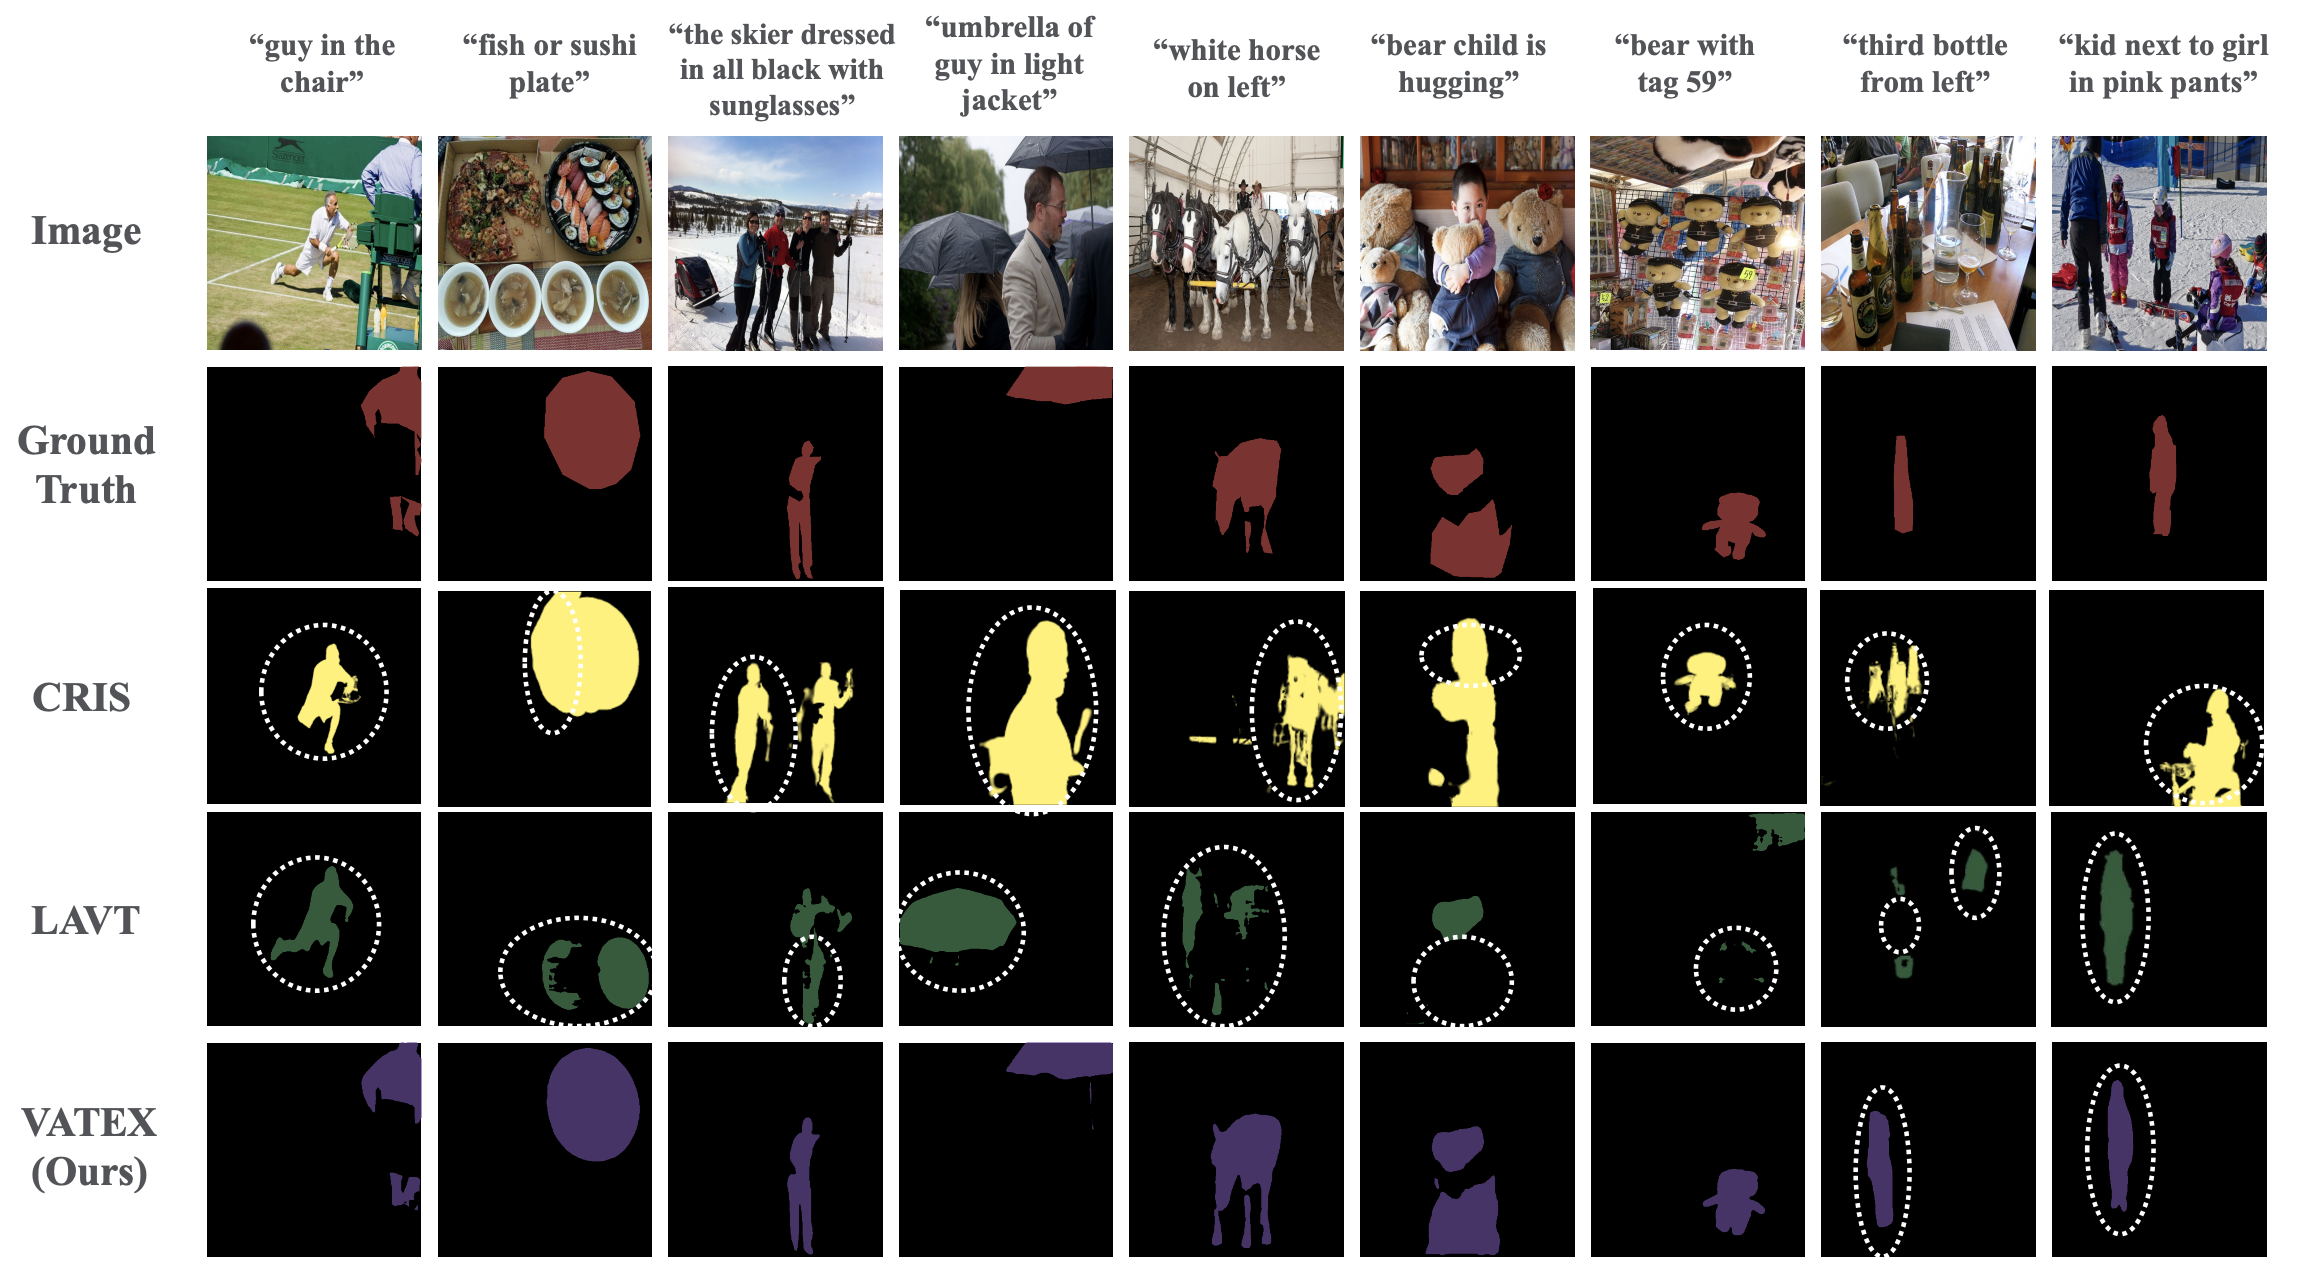 “guy in the
chair”
“fish or sushi
plate”
“the skier dressed
in all black with
sunglasses”
“umbrella of
guy in light
jacket”
“white horse
on left”
“bear child is
hugging”
“bear with
tag 59”
“third bottle
from left”
“kid next to girl
in pink pants”
Image
Slazenger
59
Ground
Truth
CRIS
LAVT
VATEX
(Ours)